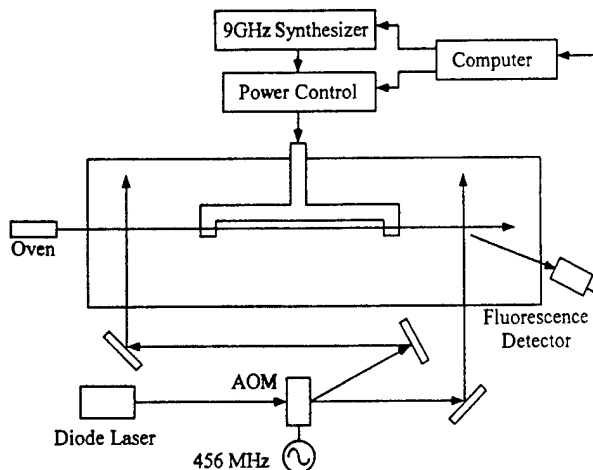 9GHz Synthesizer
Computer
Power Control
Oven
Fluorescence
Detector
AOM
Diode Laser
456 MHz